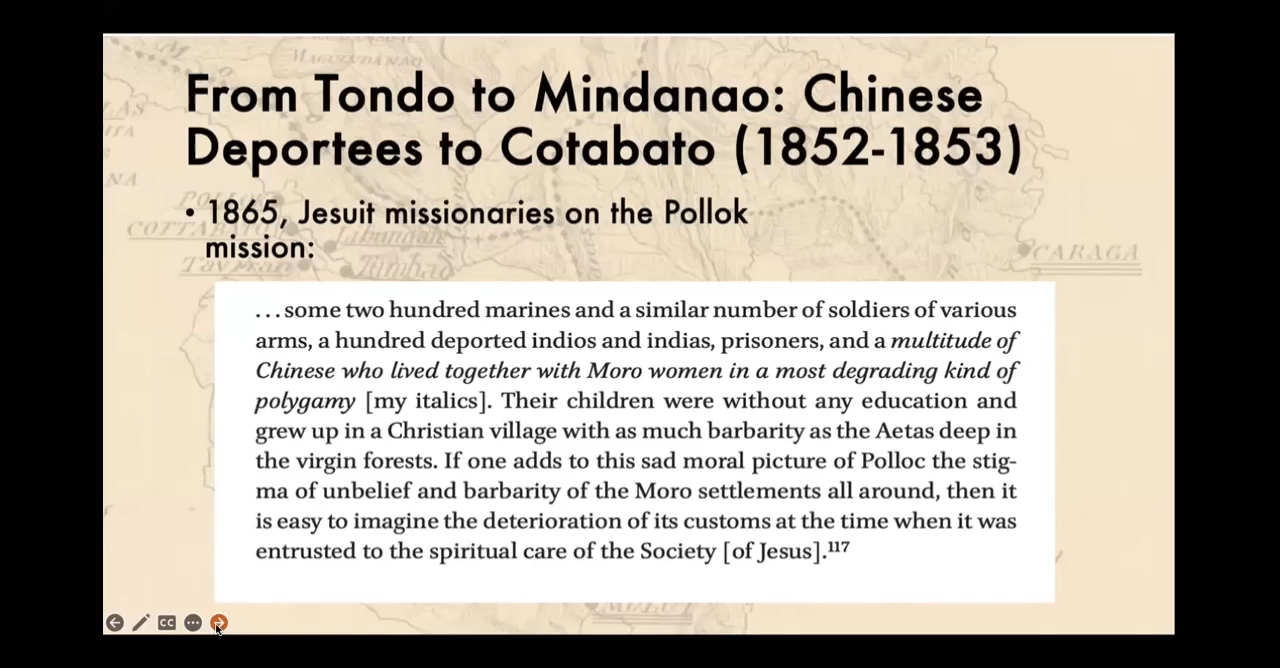 MAGUINDANAO
From Tondo to Mindanao: Chinese
Deportees to Cotabato (1852-1853)
• 1865, Jesuit missionaries on the Pollok
mission:
CARAGA
...some two hundred marines and a similar number of soldiers of various
arms, a hundred deported indios and indias, prisoners, and a multitude of
Chinese who lived together with Moro women in a most degrading kind of
polygamy [my italics]. Their children were without any education and
grew up in a Christian village with as much barbarity as the Aetas deep in
the virgin forests. If one adds to this sad moral picture of Polloc the stig-
ma of unbelief and barbarity of the Moro settlements all around, then it
is easy to imagine the deterioration of its customs at the time when it was
entrusted to the spiritual care of the Society [of Jesus].¹¹⁷
CC